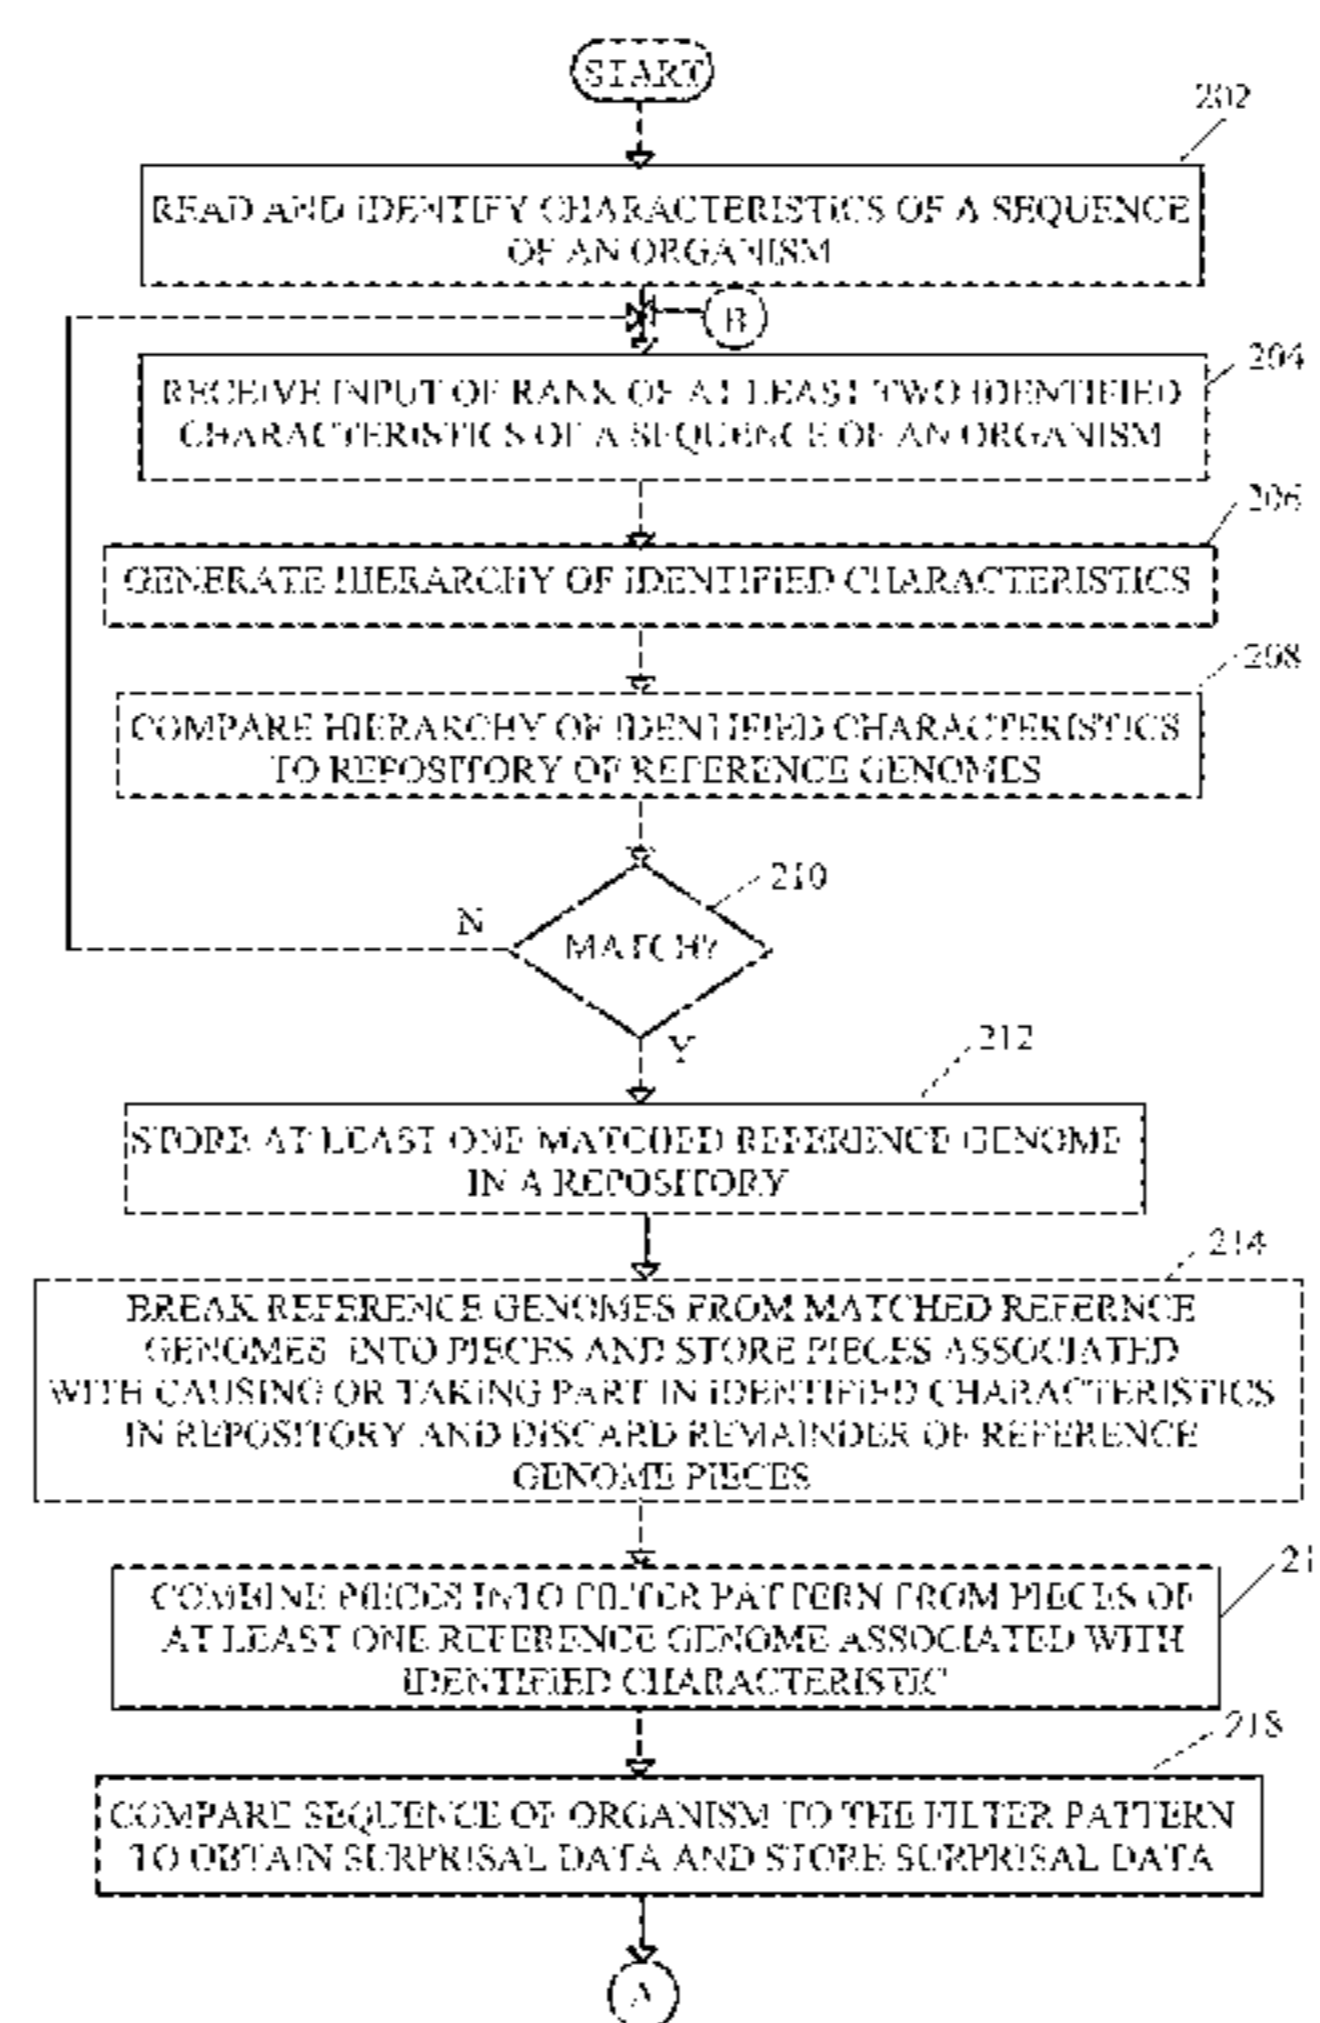 START
202
READ AND IDENTIFY CHARACTERISTICS OF A SEQUENCE
OF AN ORGANISM
B
204
RECEIVE INPUT OF RANK OF AT LEAST TWO IDENTIFIED
CHARACTERISTICS OF A SEQUENCE OF AN ORGANISM
206
GENERATE HIERARCHY OF IDENTIFIED CHARACTERISTICS
208
COMPARE HIERARCHY OF IDENTIFIED CHARACTERISTICS
TO REPOSITORY OF REFERENCE GENOMES
210
N
MATCH?
Y
212
STORE AT LEAST ONE MATCHED REFERENCE GENOME
IN A REPOSITORY
214
BREAK REFERENCE GENOMES FROM MATCHED REFERNCE
GENOMES INTO PIECES AND STORE PIECES ASSOCIATED
WITH CAUSING OR TAKING PART IN IDENTIFIED CHARACTERISTICS
IN REPOSITORY AND DISCARD REMAINDER OF REFERENCE
GENOME PIECES
21
COMBINE PIECES INTO FILTER PATTERN FROM PIECES OF
AT LEAST ONE REFERENCE GENOME ASSOCIATED WITH
IDENTIFIED CHARACTERISTIC
218
COMPARE SEQUENCE OF ORGANISM TO THE FILTER PATTERN
TO OBTAIN SURPRISAL DATA AND STORE SURPRISAL DATA
A